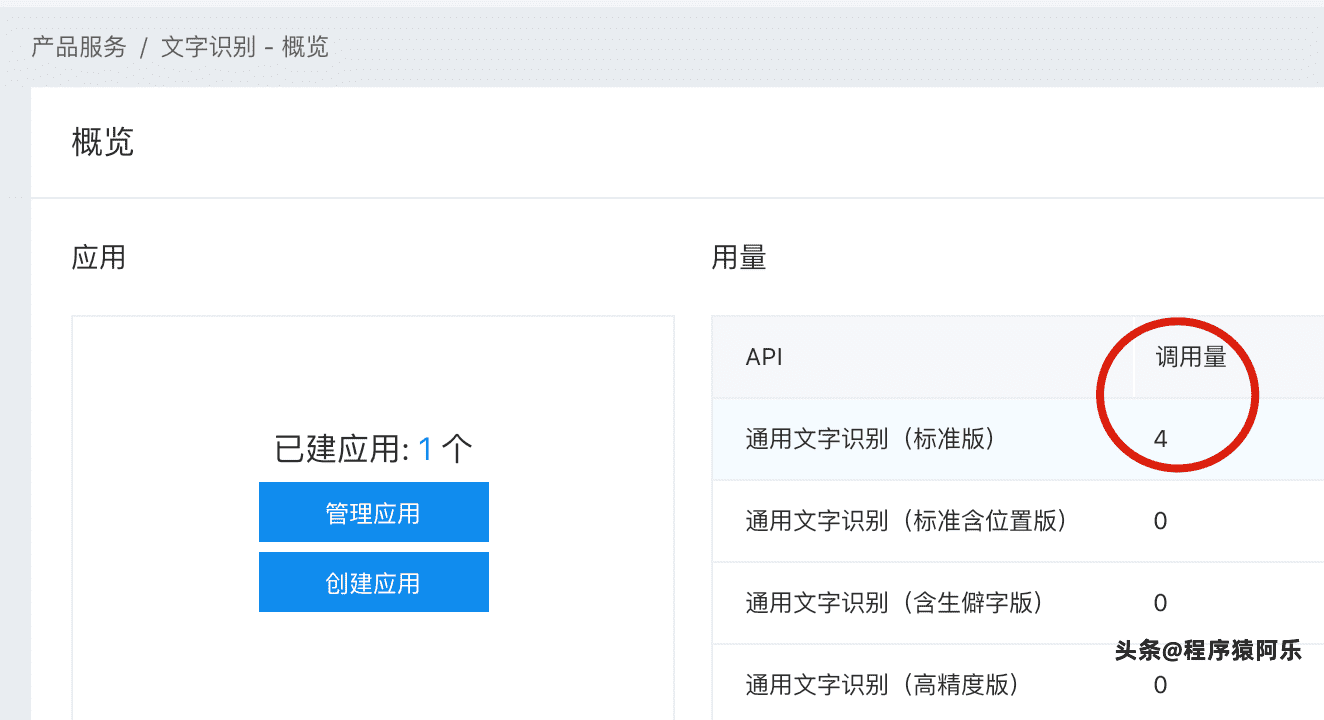 产品服务 / 文字识别 - 概览
概览
应用
已建应用: 1 个
管理应用
创建应用
用量
API 调用量
通用文字识别（标准版） 4
通用文字识别（标准含位置版） 0
通用文字识别（含生僻字版） 0
通用文字识别（高精度版） 0
头条@程序猿阿乐